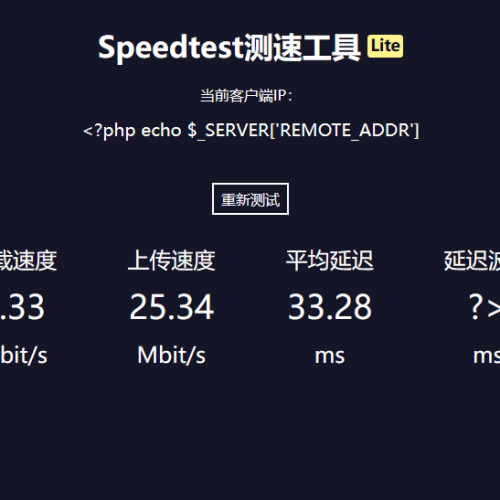 Speedtest测速工具 Lite
当前客户端IP：
<?php echo $_SERVER['REMOTE_ADDR']
重新测试
载速度 上传速度 平均延迟 延迟波
.33 25.34 33.28 ?>
bit/s Mbit/s ms ms